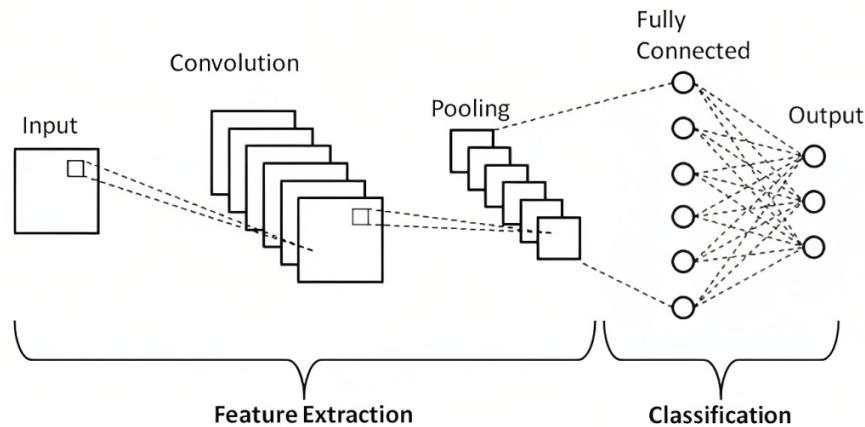 Input
Convolution
Pooling
Fully
Connected
Output
Feature Extraction
Classification